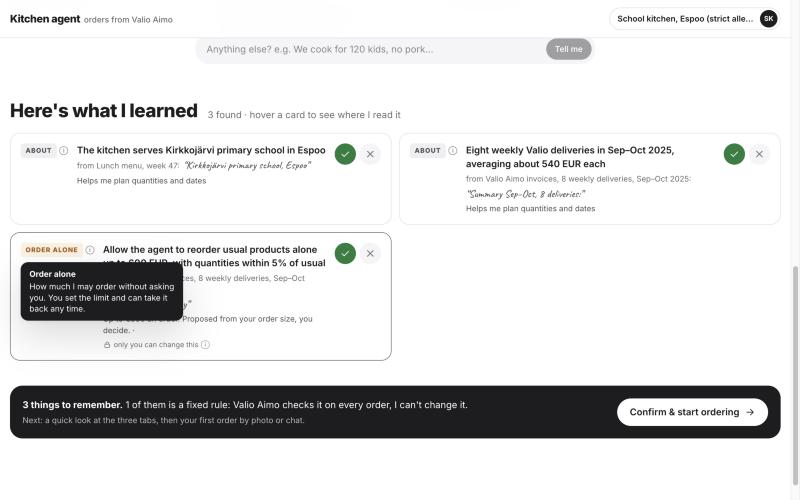 Kitchen agent orders from Valio Aimo
School kitchen, Espoo (strict alle... SK
Anything else? e.g. We cook for 120 kids, no pork... Tell me
Here's what I learned 3 found · hover a card to see where I read it
ABOUT
The kitchen serves Kirkkojärvi primary school in Espoo
from Lunch menu, week 47: "Kirkkojärvi primary school, Espoo"
Helps me plan quantities and dates
ABOUT
Eight weekly Valio deliveries in Sep–Oct 2025,
averaging about 540 EUR each
from Valio Aimo invoices, 8 weekly deliveries, Sep–Oct 2025:
"Summary Sep–Oct, 8 deliveries:"
Helps me plan quantities and dates
ORDER ALONE
Allow the agent to reorder usual products alone
with quantities within 5% of usual
8 weekly deliveries, Sep–Oct
Order alone
How much I may order without asking
you. You set the limit and can take it
back any time.
Proposed from your order size, you
decide. ·
only you can change this
3 things to remember. 1 of them is a fixed rule: Valio Aimo checks it on every order, I can't change it.
Next: a quick look at the three tabs, then your first order by photo or chat.
Confirm & start ordering →